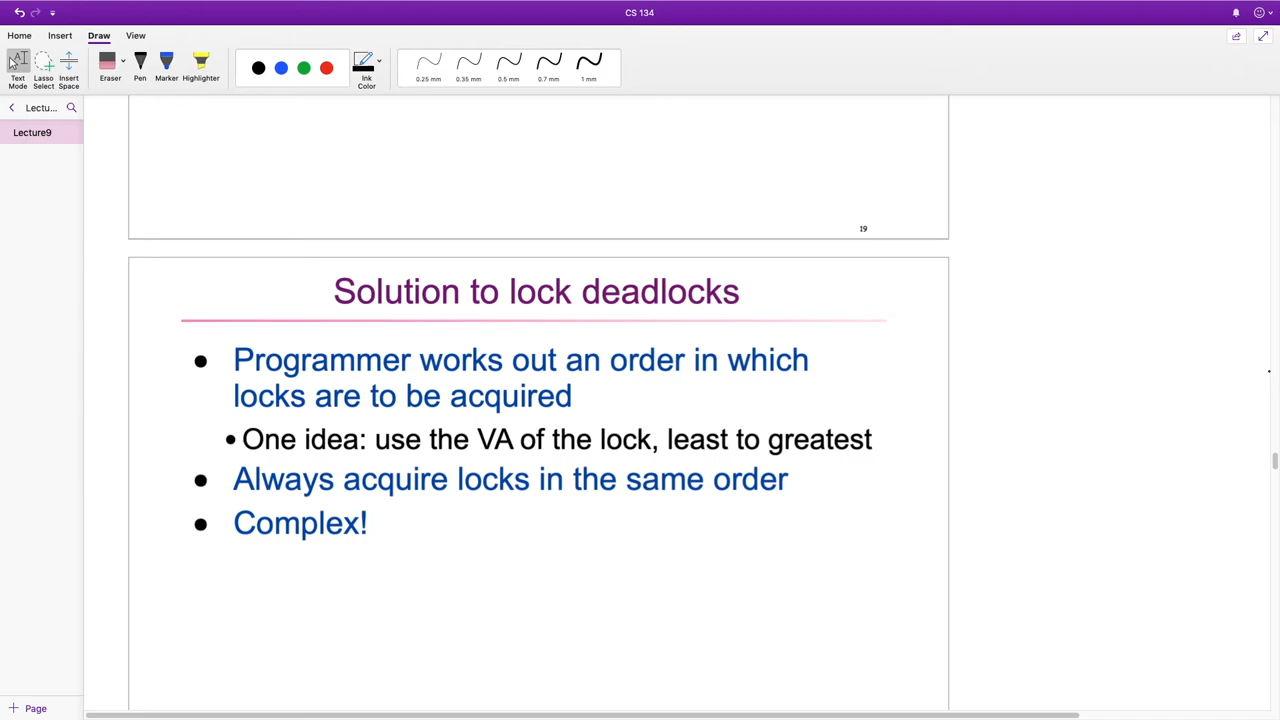 CS 134
Home Insert Draw View
Text Mode
Lasso Select
Insert Space
Eraser
Pen
Marker
Highlighter
Ink Color
0.25 mm
0.35 mm
0.5 mm
0.7 mm
1 mm
Lectu...
Lecture9
19
Solution to lock deadlocks
● Programmer works out an order in which
locks are to be acquired
• One idea: use the VA of the lock, least to greatest
● Always acquire locks in the same order
● Complex!
+ Page